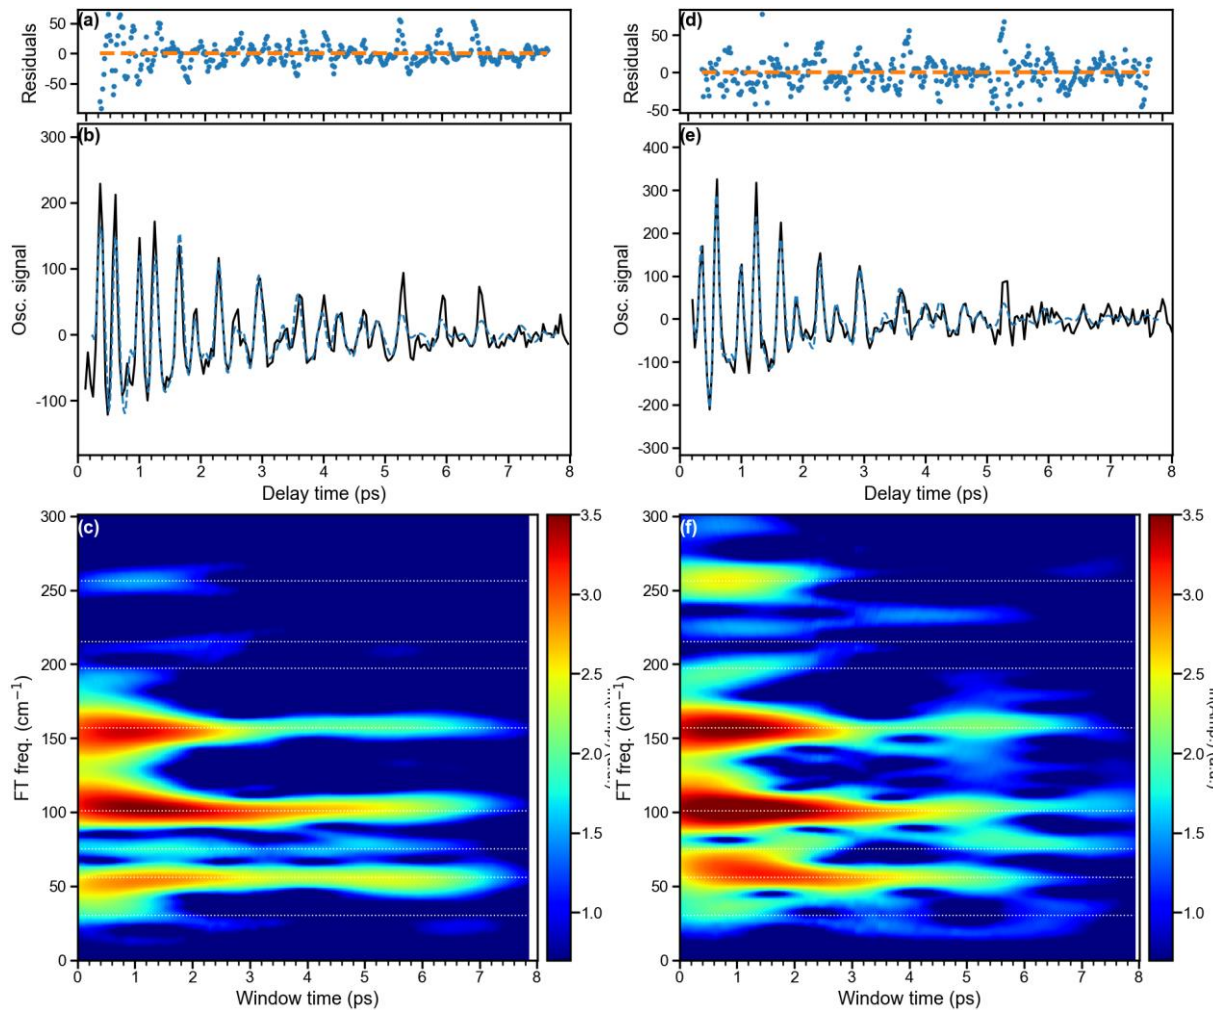 (a)
Residuals
50
0
-50
(b)
Osc. signal
300
200
100
0
-100
0 1 2 3 4 5 6 7 8
Delay time (ps)
(c)
FT freq. (cm⁻¹)
300
250
200
150
100
50
0
0 1 2 3 4 5 6 7 8
Window time (ps)
3.5
3.0
2.5
2.0
1.5
1.0
(d)
Residuals
50
0
-50
(e)
Osc. signal
400
300
200
100
0
-100
-200
-300
0 1 2 3 4 5 6 7 8
Delay time (ps)
(f)
FT freq. (cm⁻¹)
300
250
200
150
100
50
0
0 1 2 3 4 5 6 7 8
Window time (ps)
3.5
3.0
2.5
2.0
1.5
1.0